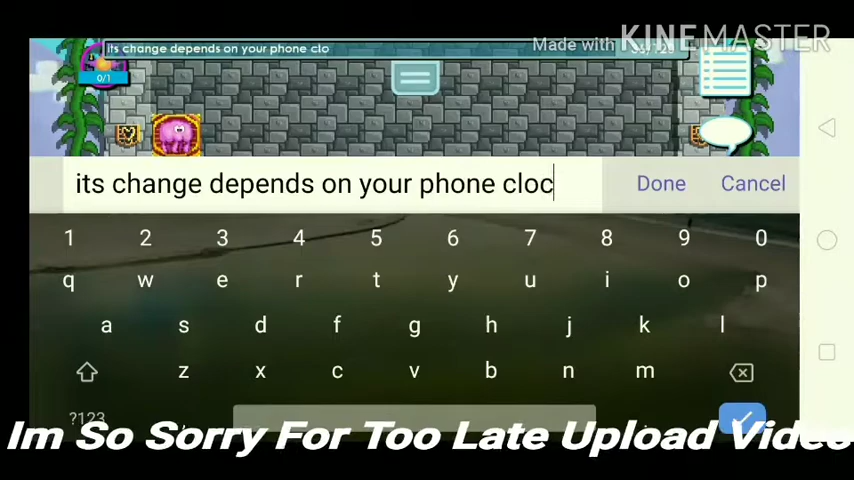 its change depends on your phone clo
Made with KINEMASTER
0/1
its change depends on your phone cloc
Done Cancel
1 2 3 4 5 6 7 8 9 0
q w e r t y u i o p
a s d f g h j k l
z x c v b n m
?123 , .
Im So Sorry For Too Late Upload Video